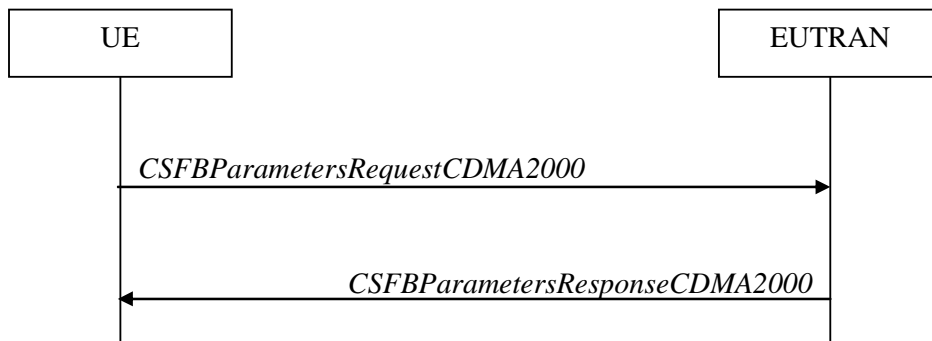 UE
EUTRAN
CSFBParametersRequestCDMA2000
CSFBParametersResponseCDMA2000